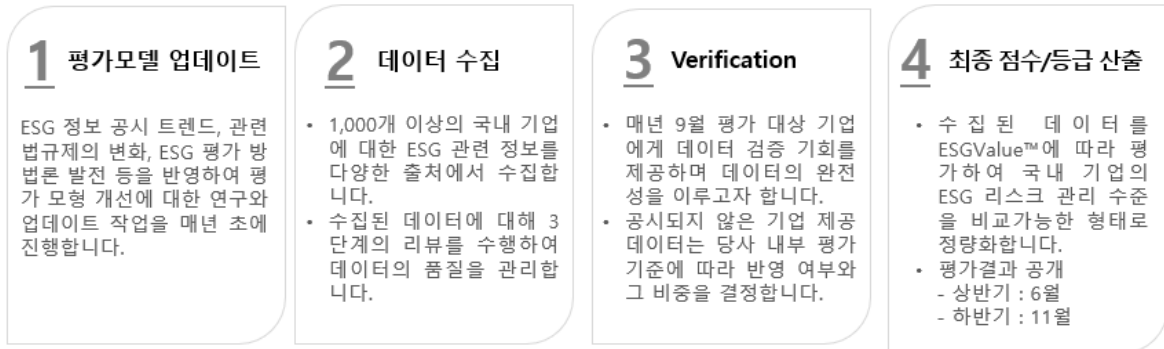 1 평가모델 업데이트
ESG 정보 공시 트렌드, 관련
법규제의 변화, ESG 평가 방
법론 발전 등을 반영하여 평
가 모형 개선에 대한 연구와
업데이트 작업을 매년 초에
진행합니다.
2 데이터 수집
• 1,000개 이상의 국내 기업
에 대한 ESG 관련 정보를
다양한 출처에서 수집합
니다.
• 수집된 데이터에 대해 3
단계의 리뷰를 수행하여
데이터의 품질을 관리합
니다.
3 Verification
• 매년 9월 평가 대상 기업
에게 데이터 검증 기회를
제공하며 데이터의 완전
성을 이루고자 합니다.
• 공시되지 않은 기업 제공
데이터는 당사 내부 평가
기준에 따라 반영 여부와
그 비중을 결정합니다.
4 최종 점수/등급 산출
• 수집된 데이터를
ESGValue™에 따라 평
가하여 국내 기업의
ESG 리스크 관리 수준
을 비교가능한 형태로
정량화합니다.
• 평가결과 공개
- 상반기 : 6월
- 하반기 : 11월